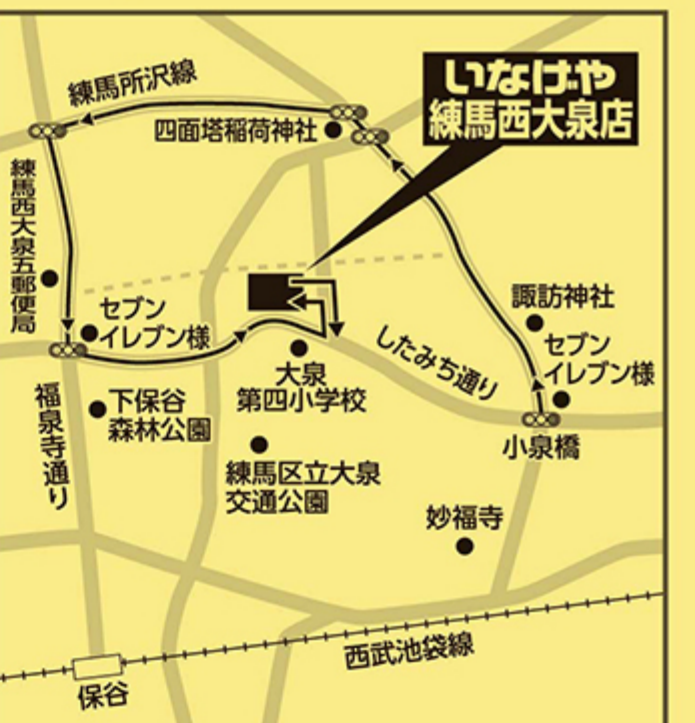 いなげや
練馬西大泉店
練馬所沢線
四面塔稲荷神社
練馬西大泉五郵便局
セブン
イレブン様
諏訪神社
セブン
イレブン様
したみち通り
大泉
第四小学校
下保谷
森林公園
福泉寺通り
小泉橋
練馬区立大泉
交通公園
妙福寺
西武池袋線
保谷